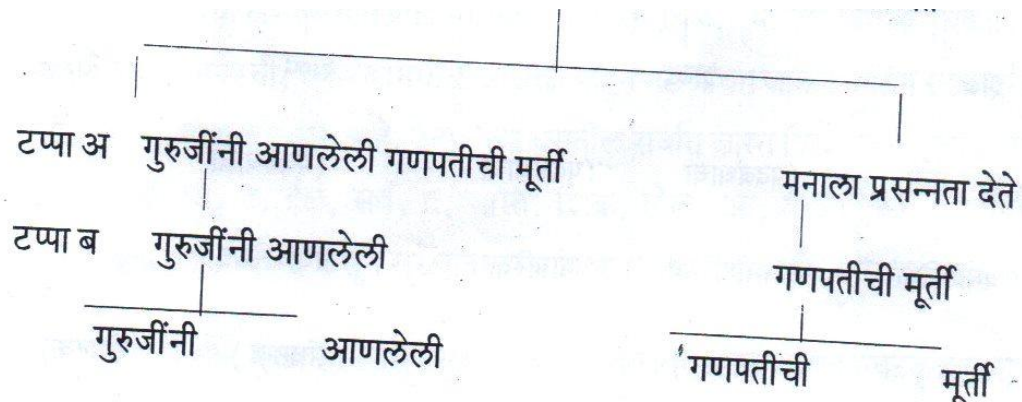 टप्पा अ गुरुजींनी आणलेली गणपतीची मूर्ती
मनाला प्रसन्नता देते
टप्पा ब गुरुजींनी आणलेली
गणपतीची मूर्ती
गुरुजींनी आणलेली
गणपतीची मूर्ती